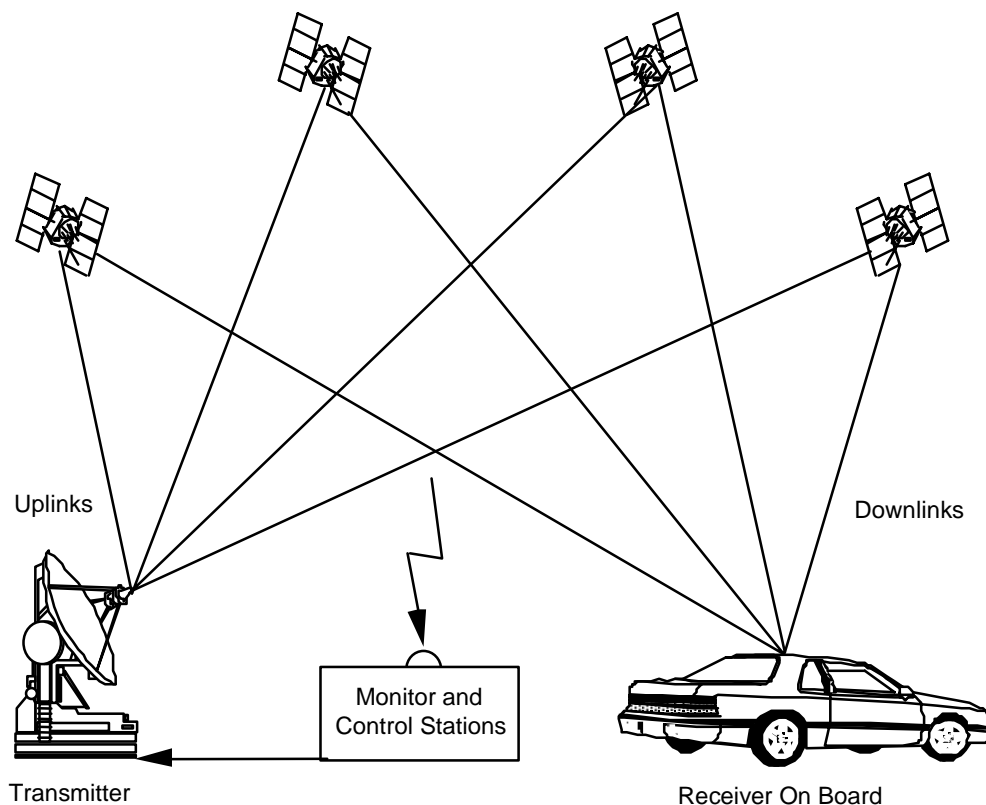 Uplinks
Downlinks
Monitor and
Control Stations
Transmitter
Receiver On Board